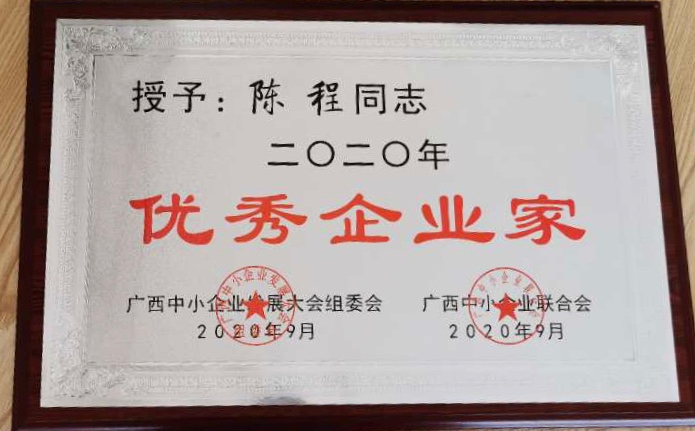 授予：陈 程同志
二〇二〇年
优秀企业家
广西中小企业发展大会组委会 广西中小企业联合会
2020年9月 2020年9月